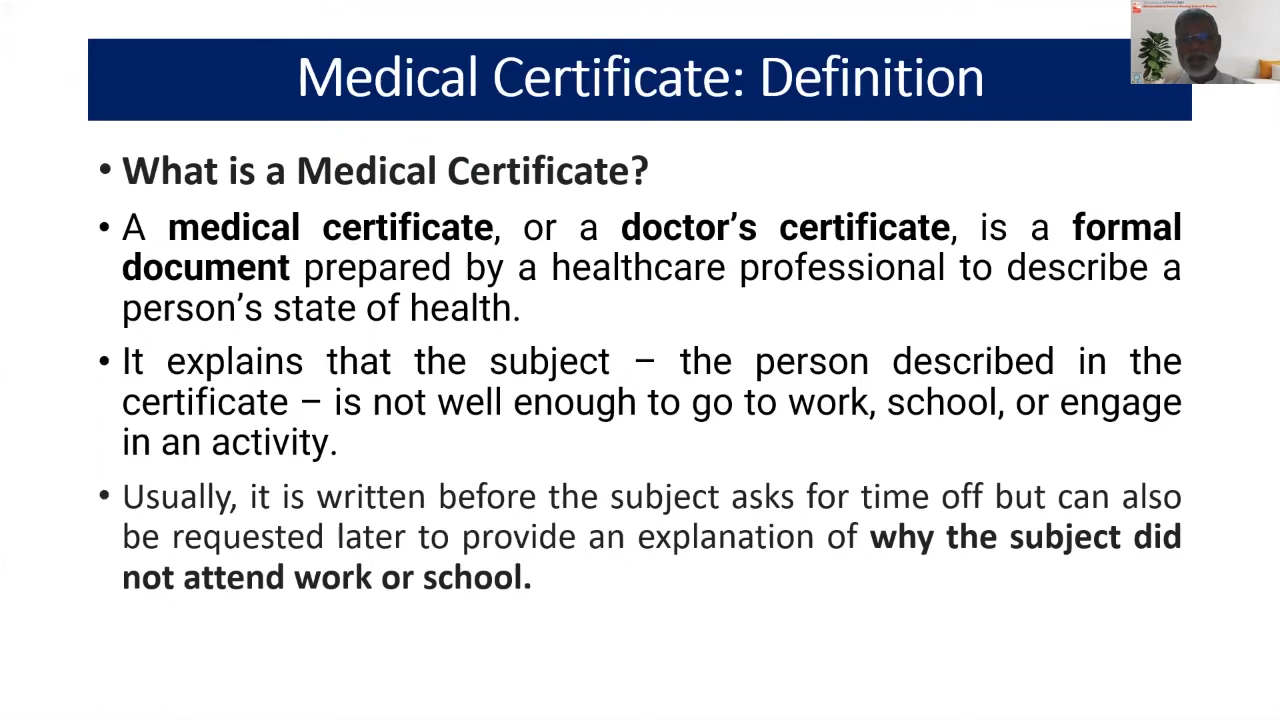 Medical Certificate: Definition
• What is a Medical Certificate?
• A medical certificate, or a doctor’s certificate, is a formal
document prepared by a healthcare professional to describe a
person’s state of health.
• It explains that the subject – the person described in the
certificate – is not well enough to go to work, school, or engage
in an activity.
• Usually, it is written before the subject asks for time off but can also
be requested later to provide an explanation of why the subject did
not attend work or school.